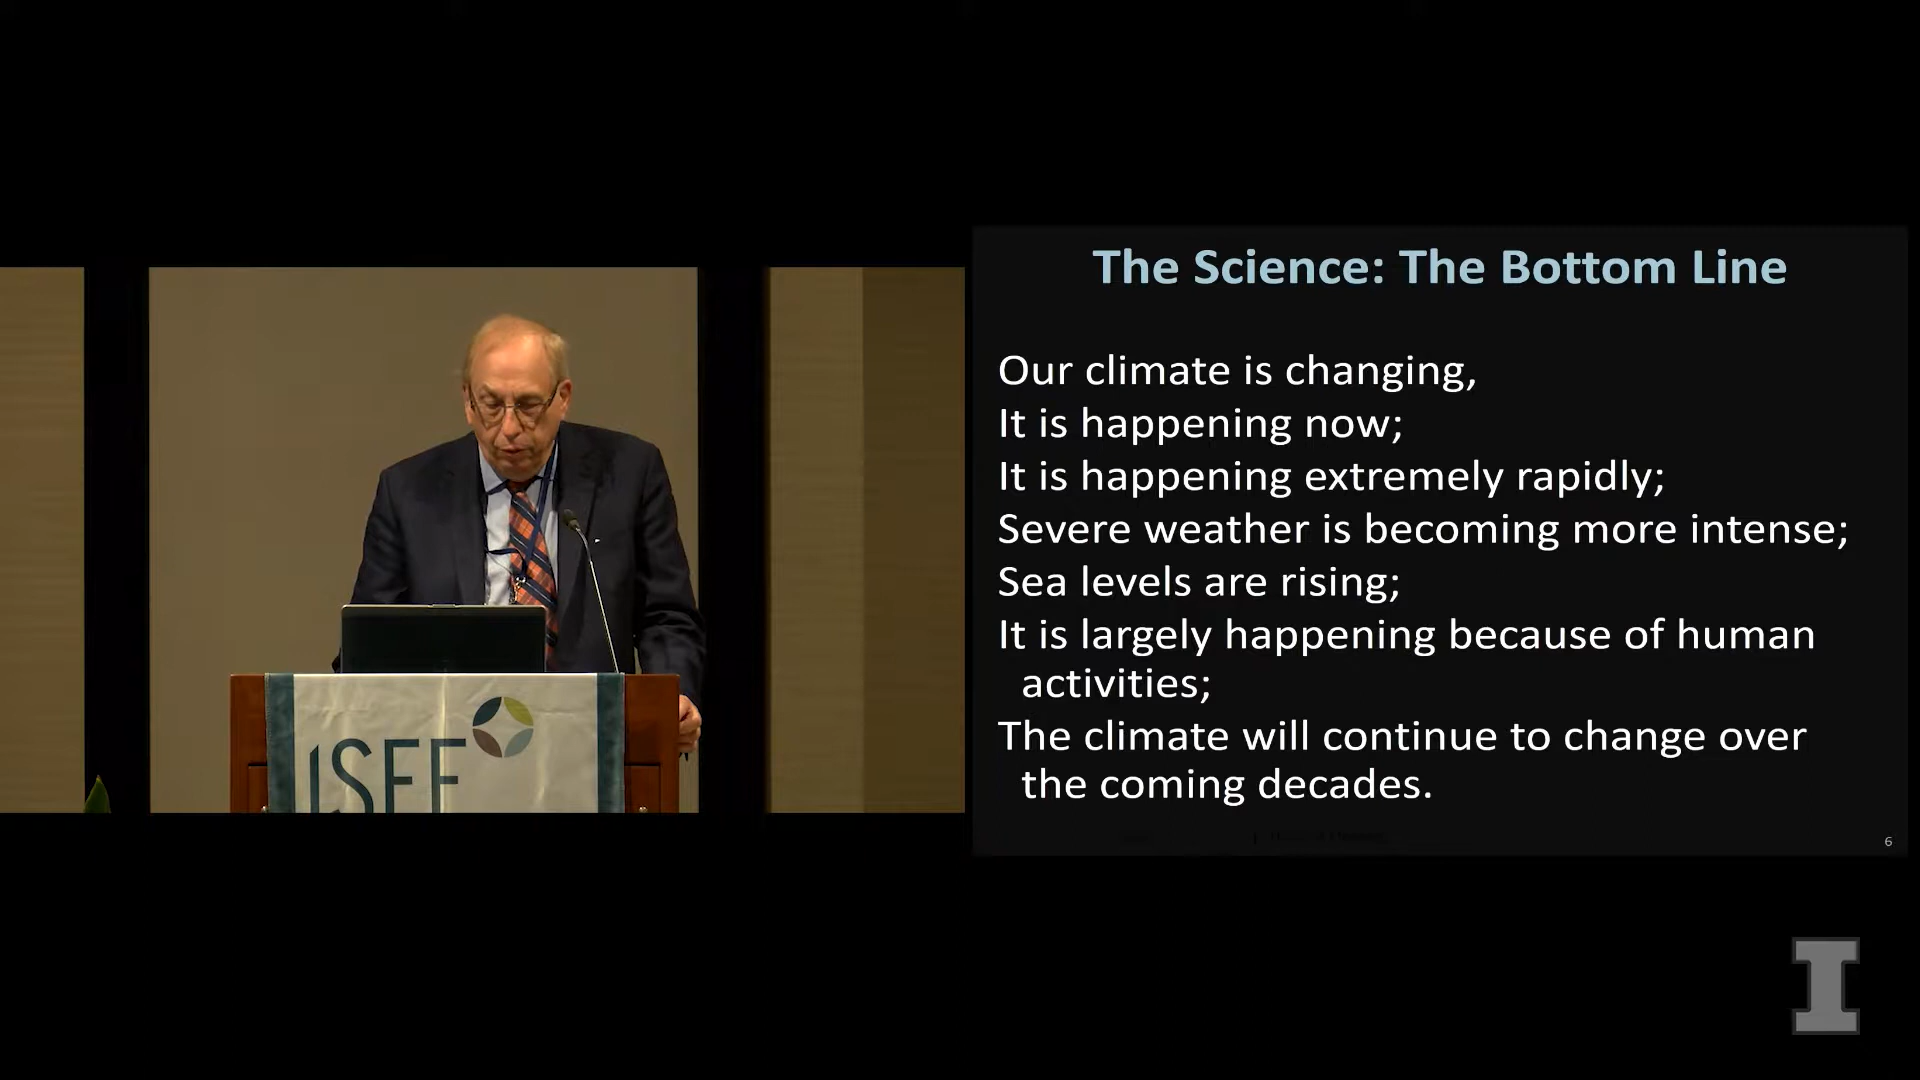 The Science: The Bottom Line
Our climate is changing,
It is happening now;
It is happening extremely rapidly;
Severe weather is becoming more intense;
Sea levels are rising;
It is largely happening because of human
activities;
The climate will continue to change over
the coming decades.
6
I